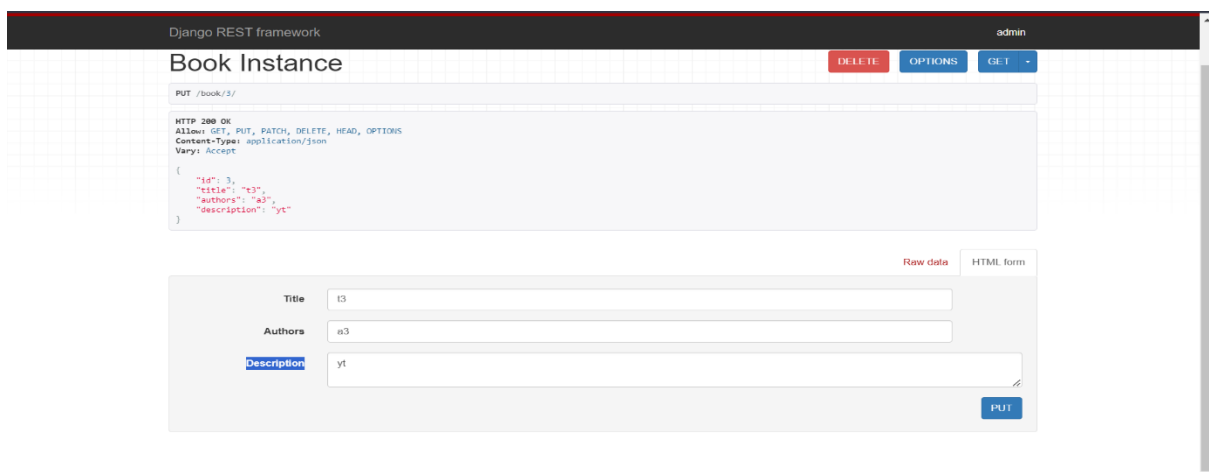 Django REST framework admin
Book Instance DELETE OPTIONS GET
PUT /book/3/
HTTP 200 OK
Allow: GET, PUT, PATCH, DELETE, HEAD, OPTIONS
Content-Type: application/json
Vary: Accept
{
"id": 3,
"title": "t3",
"authors": "a3",
"description": "yt"
}
Raw data HTML form
Title t3
Authors a3
Description yt
PUT